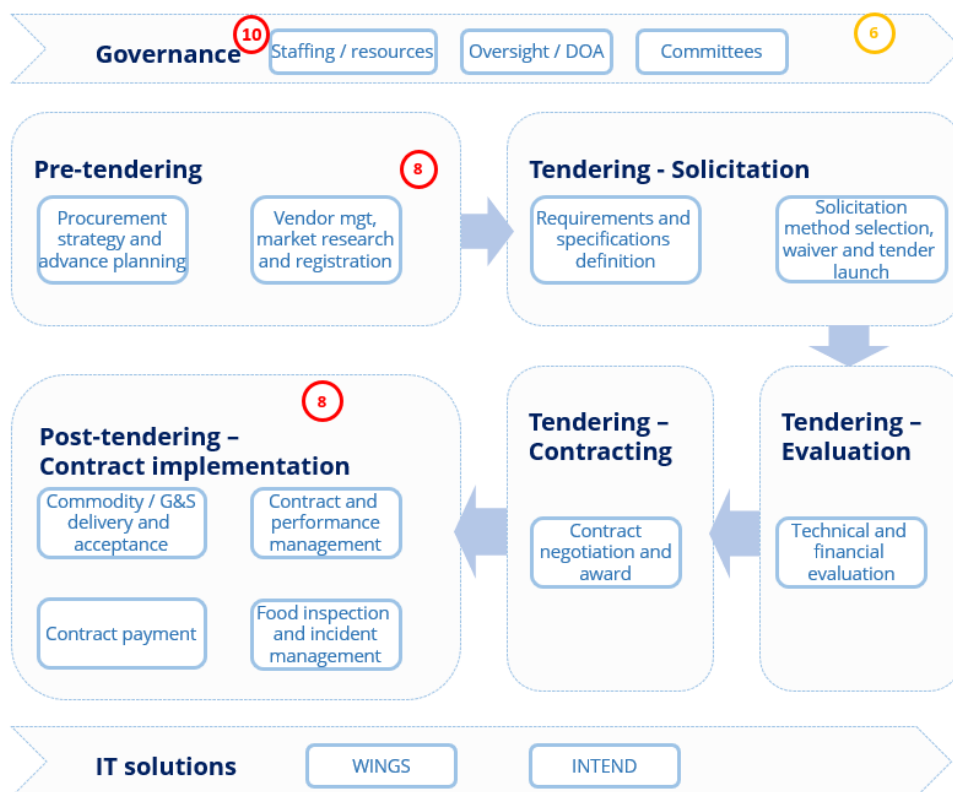 Governance
10
Staffing / resources
Oversight / DOA
Committees
6
Pre-tendering
8
Procurement
strategy and
advance planning
Vendor mgt,
market research
and registration
Tendering - Solicitation
Requirements and
specifications
definition
Solicitation
method selection,
waiver and tender
launch
Post-tendering –
Contract implementation
8
Commodity / G&S
delivery and
acceptance
Contract and
performance
management
Contract payment
Food inspection
and incident
management
Tendering –
Contracting
Contract
negotiation and
award
Tendering –
Evaluation
Technical and
financial
evaluation
IT solutions
WINGS
INTEND